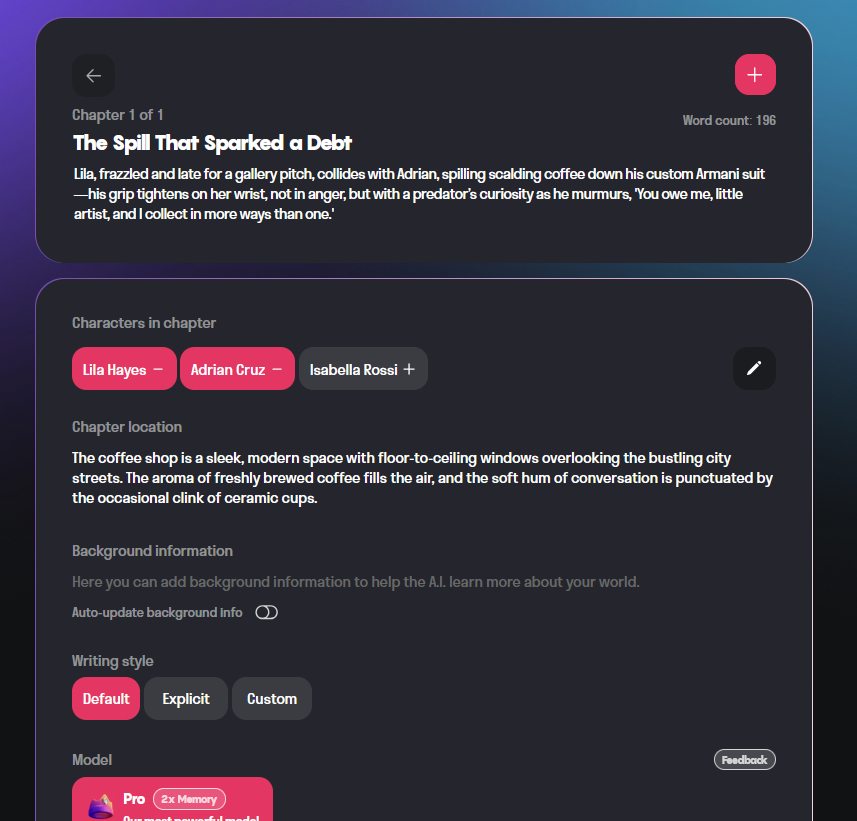 Chapter 1 of 1
Word count: 196
The Spill That Sparked a Debt
Lila, frazzled and late for a gallery pitch, collides with Adrian, spilling scalding coffee down his custom Armani suit
—his grip tightens on her wrist, not in anger, but with a predator's curiosity as he murmurs, 'You owe me, little
artist, and I collect in more ways than one.'
Characters in chapter
Lila Hayes −
Adrian Cruz −
Isabella Rossi +
Chapter location
The coffee shop is a sleek, modern space with floor-to-ceiling windows overlooking the bustling city
streets. The aroma of freshly brewed coffee fills the air, and the soft hum of conversation is punctuated by
the occasional clink of ceramic cups.
Background information
Here you can add background information to help the A.I. learn more about your world.
Auto-update background info
Writing style
Default
Explicit
Custom
Model
Feedback
Pro
2x Memory
Our most powerful model